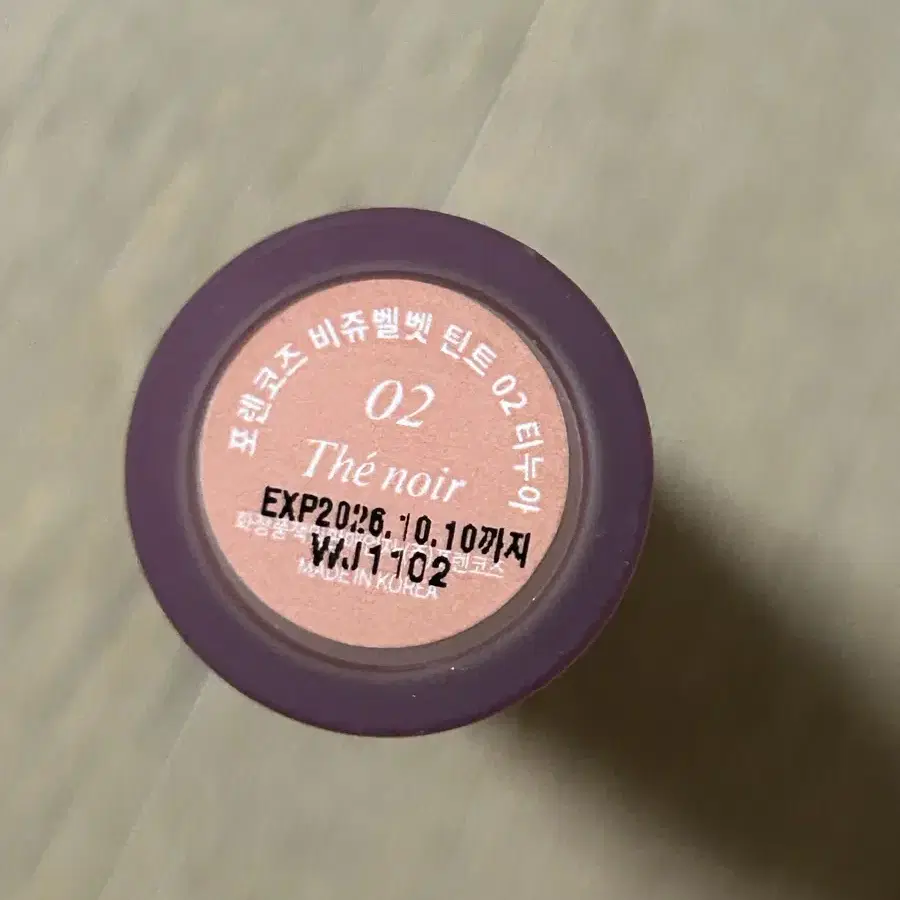 포렌코즈 비쥬벨벳 틴트 02 티누아
02
Thé noir
EXP2026.10.10까지
WJ1102
MADE IN KOREA